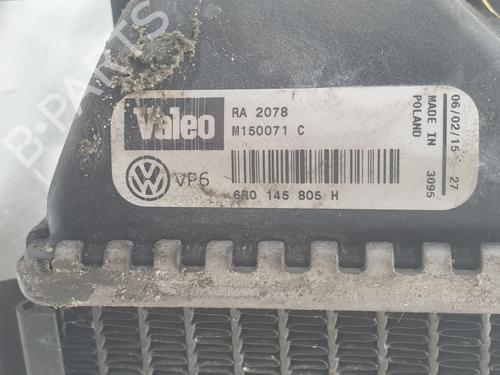 B-PARTS
Valeo
RA 2078
M150071 C
VP6
6R0 145 805 H
MADE IN
POLAND
06/02/15
27
3095